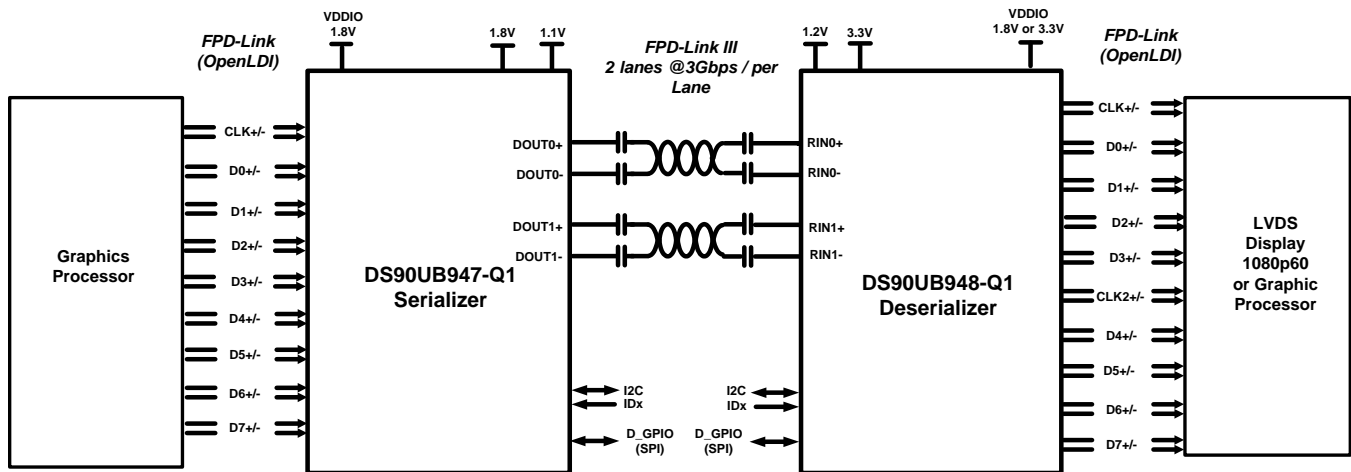 FPD-Link
(OpenLDI)
VDDIO
1.8V
1.8V
1.1V
FPD-Link III
2 lanes @3Gbps / per
Lane
1.2V
3.3V
VDDIO
1.8V or 3.3V
FPD-Link
(OpenLDI)
Graphics
Processor
CLK+/-
D0+/-
D1+/-
D2+/-
D3+/-
D4+/-
D5+/-
D6+/-
D7+/-
DS90UB947-Q1
Serializer
DOUT0+
DOUT0-
DOUT1+
DOUT1-
I2C
IDx
D_GPIO
(SPI)
RIN0+
RIN0-
RIN1+
RIN1-
I2C
IDx
D_GPIO
(SPI)
DS90UB948-Q1
Deserializer
CLK+/-
D0+/-
D1+/-
D2+/-
D3+/-
CLK2+/-
D4+/-
D5+/-
D6+/-
D7+/-
LVDS
Display
1080p60
or Graphic
Processor